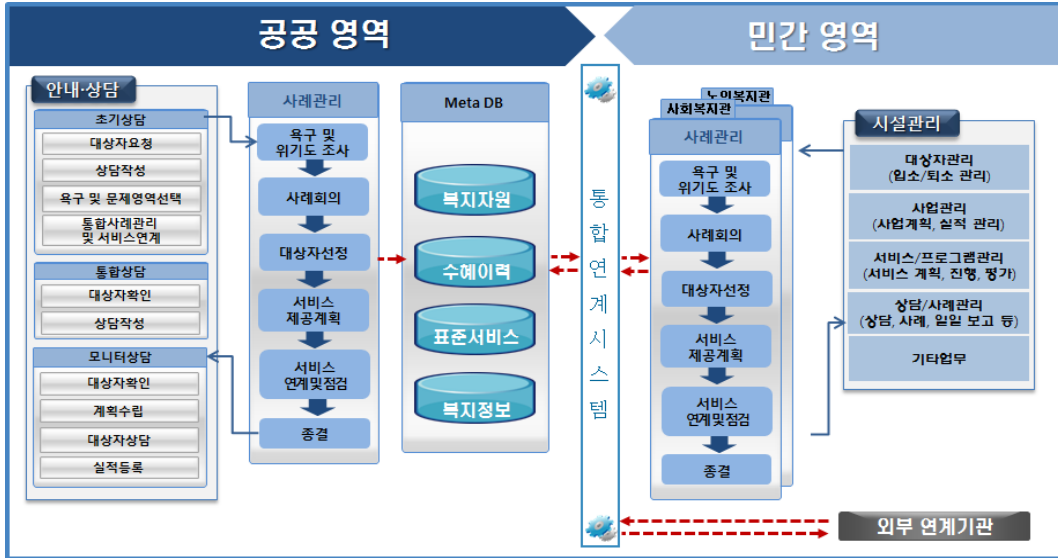 공공 영역
민간 영역
안내·상담
초기상담
대상자요청
상담작성
욕구 및 문제영역선택
통합사례관리
및 서비스연계
통합상담
대상자확인
상담작성
모니터상담
대상자확인
계획수립
대상자상담
실적등록
사례관리
욕구 및
위기도 조사
사례회의
대상자선정
서비스
제공계획
서비스
연계및점검
종결
Meta DB
복지자원
수혜이력
표준서비스
복지정보
통합연계시스템
노인복지관
사회복지관
사례관리
욕구 및
위기도 조사
사례회의
대상자선정
서비스
제공계획
서비스
연계및점검
종결
시설관리
대상자관리
(입소/퇴소 관리)
사업관리
(사업계획, 실적 관리)
서비스/프로그램관리
(서비스 계획, 진행, 평가)
상담/사례관리
(상담, 사례, 일일 보고 등)
기타업무
외부 연계기관